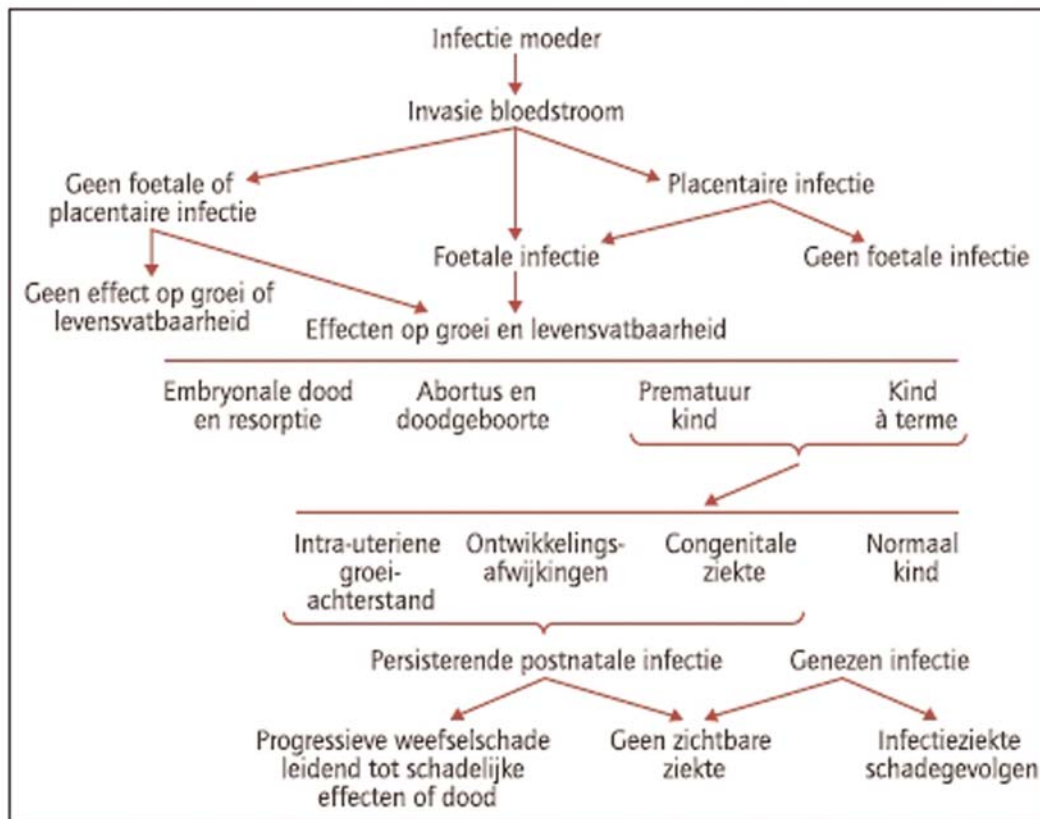 Infectie moeder
Invasie bloedstroom
Geen foetale of
placentaire infectie
Placentaire infectie
Foetale infectie
Geen foetale infectie
Geen effect op groei of
levensvatbaarheid
Effecten op groei en levensvatbaarheid
Embryonale dood
en resorptie
Abortus en
doodgeboorte
Prematuur
kind
Kind
à terme
Intra-uteriene
groei-
achterstand
Ontwikkelings-
afwijkingen
Congenitale
ziekte
Normaal
kind
Persisterende postnatale infectie
Genezen infectie
Progressieve weefselschade
leidend tot schadelijke
effecten of dood
Geen zichtbare
ziekte
Infectieziekte
schadegevolgen